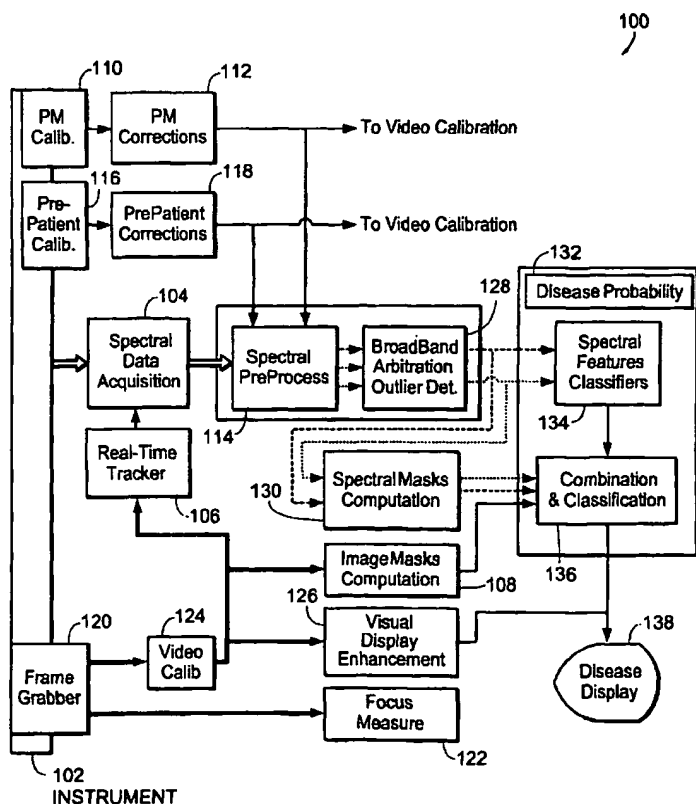 100
110
112
PM
Calib.
PM
Corrections
To Video Calibration
116
118
Pre-
Patient
Calib.
PrePatient
Corrections
To Video Calibration
132
Disease Probability
104
128
Spectral
Data
Acquisition
Spectral
PreProcess
BroadBand
Arbitration
Outlier Det.
Spectral
Features
Classifiers
114
134
Real-Time
Tracker
106
Spectral Masks
Computation
130
Combination
& Classification
136
Image Masks
Computation
108
120
124
126
Frame
Grabber
Video
Calib
Visual
Display
Enhancement
138
Disease
Display
Focus
Measure
122
102
INSTRUMENT